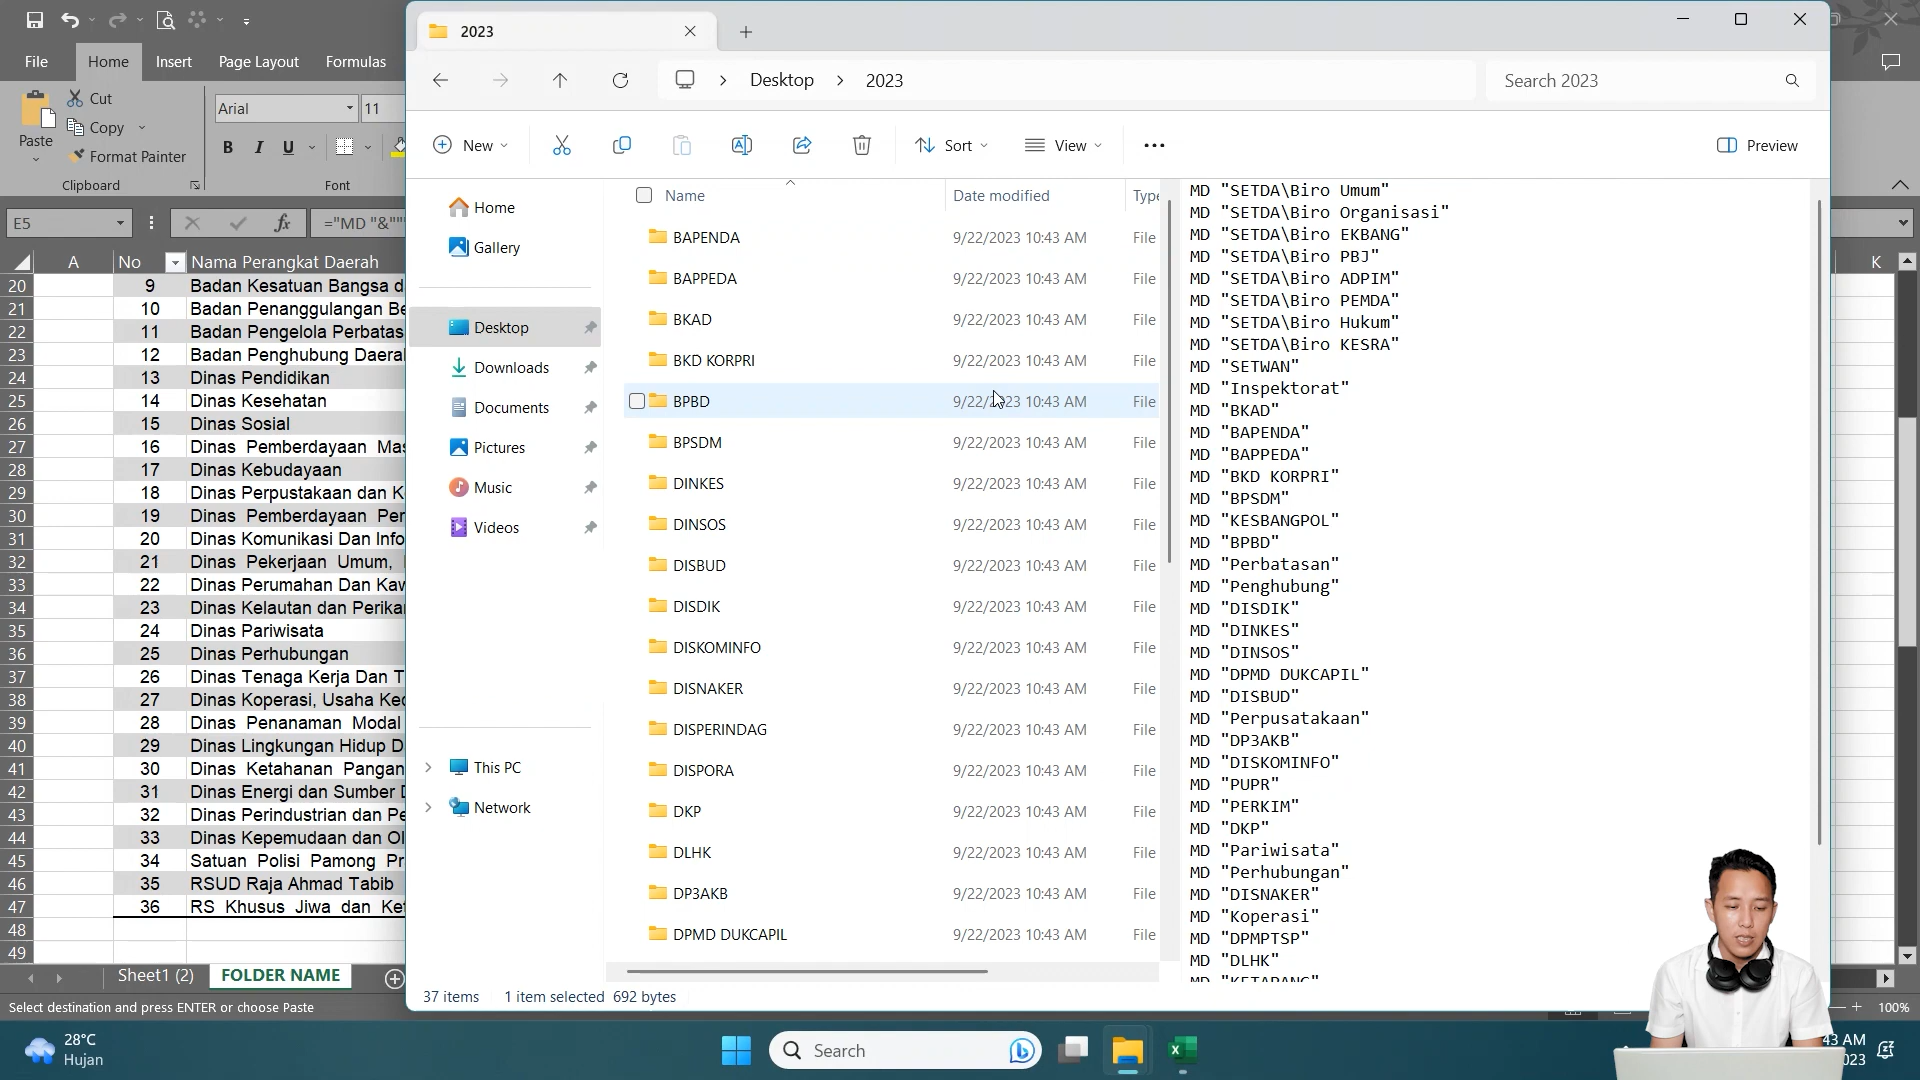 2023
File
Home
Insert
Page Layout
Formulas
Paste
Cut
Copy
Format Painter
Clipboard
Arial
11
B
I
U
Font
E5
fx
="MD "&"""
Desktop
2023
Search 2023
New
Sort
View
Preview
Home
Gallery
Desktop
Downloads
Documents
Pictures
Music
Videos
This PC
Network
Name Date modified Type
BAPENDA 9/22/2023 10:43 AM File
BAPPEDA 9/22/2023 10:43 AM File
BKAD 9/22/2023 10:43 AM File
BKD KORPRI 9/22/2023 10:43 AM File
BPBD 9/22/2023 10:43 AM File
BPSDM 9/22/2023 10:43 AM File
DINKES 9/22/2023 10:43 AM File
DINSOS 9/22/2023 10:43 AM File
DISBUD 9/22/2023 10:43 AM File
DISDIK 9/22/2023 10:43 AM File
DISKOMINFO 9/22/2023 10:43 AM File
DISNAKER 9/22/2023 10:43 AM File
DISPERINDAG 9/22/2023 10:43 AM File
DISPORA 9/22/2023 10:43 AM File
DKP 9/22/2023 10:43 AM File
DLHK 9/22/2023 10:43 AM File
DP3AKB 9/22/2023 10:43 AM File
DPMD DUKCAPIL 9/22/2023 10:43 AM File
37 items 1 item selected 692 bytes
MD "SETDA\Biro Umum"
MD "SETDA\Biro Organisasi"
MD "SETDA\Biro EKBANG"
MD "SETDA\Biro PBJ"
MD "SETDA\Biro ADPIM"
MD "SETDA\Biro PEMDA"
MD "SETDA\Biro Hukum"
MD "SETDA\Biro KESRA"
MD "SETWAN"
MD "Inspektorat"
MD "BKAD"
MD "BAPENDA"
MD "BAPPEDA"
MD "BKD KORPRI"
MD "BPSDM"
MD "KESBANGPOL"
MD "BPBD"
MD "Perbatasan"
MD "Penghubung"
MD "DISDIK"
MD "DINKES"
MD "DINSOS"
MD "DPMD DUKCAPIL"
MD "DISBUD"
MD "Perpusatakaan"
MD "DP3AKB"
MD "DISKOMINFO"
MD "PUPR"
MD "PERKIM"
MD "DKP"
MD "Pariwisata"
MD "Perhubungan"
MD "DISNAKER"
MD "Koperasi"
MD "DPMPTSP"
MD "DLHK"
MD "KETAPANG"
A No Nama Perangkat Daerah K
20 9 Badan Kesatuan Bangsa d
21 10 Badan Penanggulangan Be
22 11 Badan Pengelola Perbatas
23 12 Badan Penghubung Daera
24 13 Dinas Pendidikan
25 14 Dinas Kesehatan
26 15 Dinas Sosial
27 16 Dinas Pemberdayaan Mas
28 17 Dinas Kebudayaan
29 18 Dinas Perpustakaan dan K
30 19 Dinas Pemberdayaan Per
31 20 Dinas Komunikasi Dan Info
32 21 Dinas Pekerjaan Umum,
33 22 Dinas Perumahan Dan Kaw
34 23 Dinas Kelautan dan Perika
35 24 Dinas Pariwisata
36 25 Dinas Perhubungan
37 26 Dinas Tenaga Kerja Dan T
38 27 Dinas Koperasi, Usaha Kec
39 28 Dinas Penanaman Modal
40 29 Dinas Lingkungan Hidup D
41 30 Dinas Ketahanan Pangan
42 31 Dinas Energi dan Sumber D
43 32 Dinas Perindustrian dan Pe
44 33 Dinas Kepemudaan dan Ol
45 34 Satuan Polisi Pamong Pr
46 35 RSUD Raja Ahmad Tabib
47 36 RS Khusus Jiwa dan Ket
48
49
Sheet1 (2) FOLDER NAME
Select destination and press ENTER or choose Paste
100%
28°C
Hujan
Search
43 AM
023